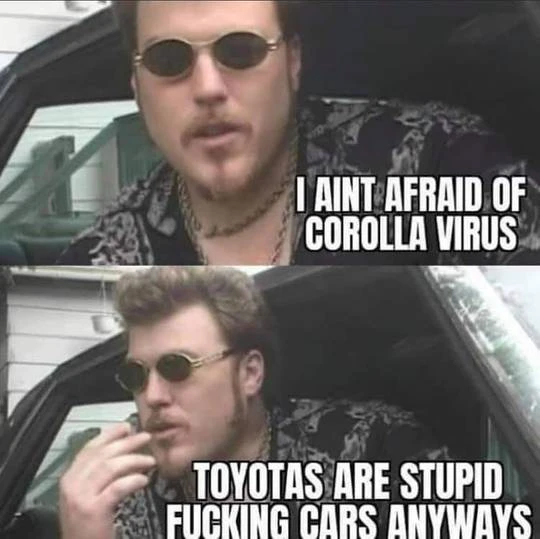 I AINT AFRAID OF
COROLLA VIRUS
TOYOTAS ARE STUPID
FUCKING CARS ANYWAYS